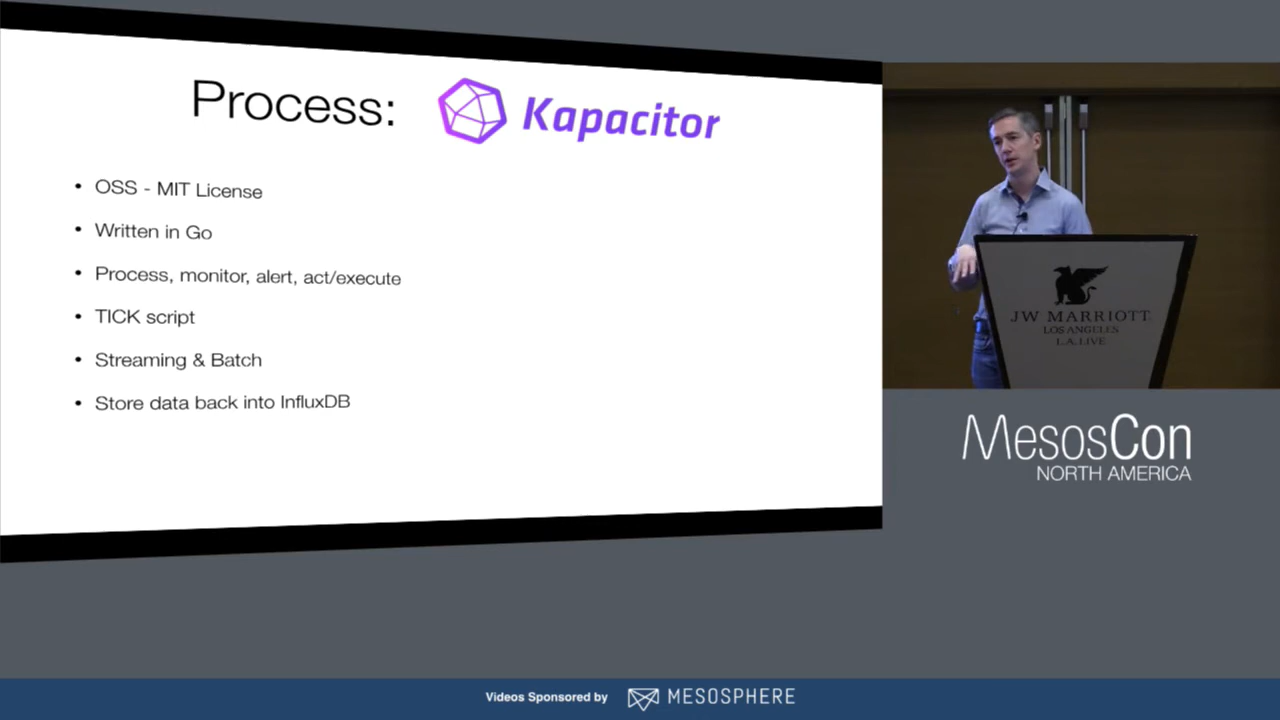 Process: Kapacitor
• OSS - MIT License
• Written in Go
• Process, monitor, alert, act/execute
• TICK script
• Streaming & Batch
• Store data back into InfluxDB
JW MARRIOTT
LOS ANGELES
L.A. LIVE
MesosCon
NORTH AMERICA
Videos Sponsored by MESOSPHERE